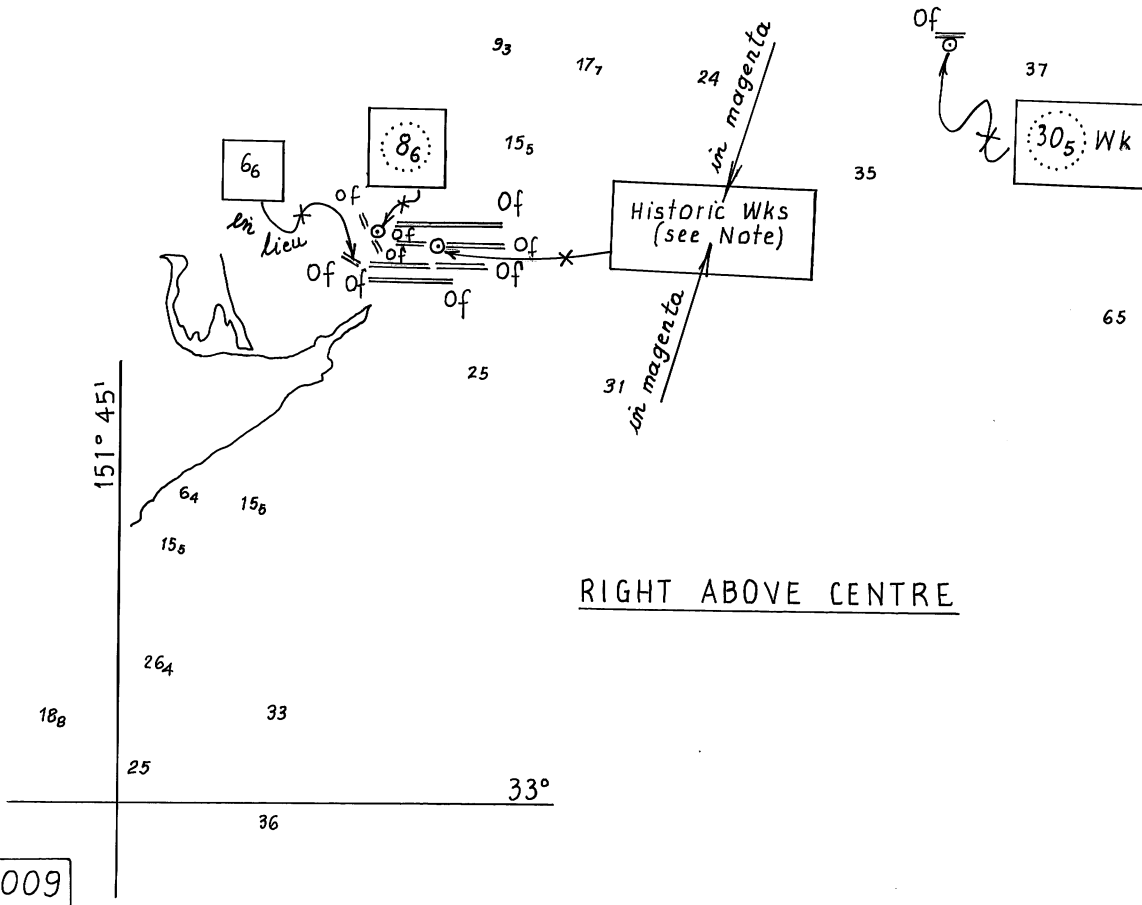 Of
9₃
17₇
24
in magenta
37
30₅ Wk
6₆
8₆
15₅
35
en lieu
Of
Of
Of
Of
Of
Of
Of
Of
Of
Historic Wks
(see Note)
65
in magenta
25
31
151° 45'
6₄
15₅
15₅
RIGHT ABOVE CENTRE
26₄
18₈
33
25
33°
36
009